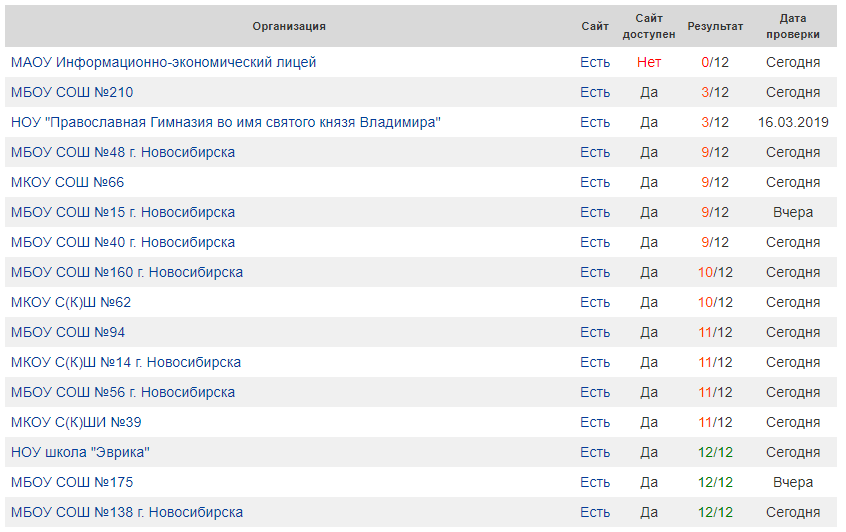 Организация Сайт Сайт доступен Результат Дата проверки
МАОУ Информационно-экономический лицей Есть Нет 0/12 Сегодня
МБОУ СОШ №210 Есть Да 3/12 Сегодня
НОУ "Православная Гимназия во имя святого князя Владимира" Есть Да 3/12 16.03.2019
МБОУ СОШ №48 г. Новосибирска Есть Да 9/12 Сегодня
МКОУ СОШ №66 Есть Да 9/12 Сегодня
МБОУ СОШ №15 г. Новосибирска Есть Да 9/12 Вчера
МБОУ СОШ №40 г. Новосибирска Есть Да 9/12 Сегодня
МБОУ СОШ №160 г. Новосибирска Есть Да 10/12 Сегодня
МКОУ С(К)Ш №62 Есть Да 10/12 Сегодня
МБОУ СОШ №94 Есть Да 11/12 Сегодня
МКОУ С(К)Ш №14 г. Новосибирска Есть Да 11/12 Сегодня
МБОУ СОШ №56 г. Новосибирска Есть Да 11/12 Сегодня
МКОУ С(К)ШИ №39 Есть Да 11/12 Сегодня
НОУ школа "Эврика" Есть Да 12/12 Сегодня
МБОУ СОШ №175 Есть Да 12/12 Вчера
МБОУ СОШ №138 г. Новосибирска Есть Да 12/12 Сегодня